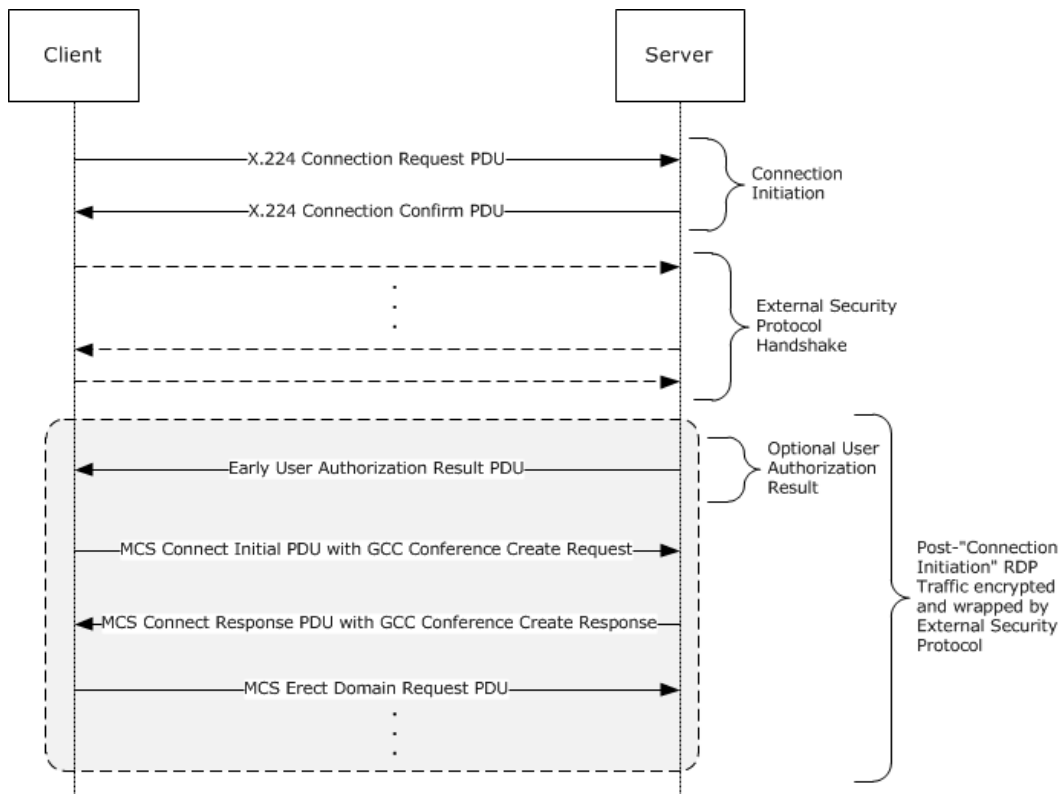 Client
Server
X.224 Connection Request PDU
Connection
Initiation
X.224 Connection Confirm PDU
External Security
Protocol
Handshake
Early User Authorization Result PDU
Optional User
Authorization
Result
MCS Connect Initial PDU with GCC Conference Create Request
MCS Connect Response PDU with GCC Conference Create Response
MCS Erect Domain Request PDU
Post-"Connection
Initiation" RDP
Traffic encrypted
and wrapped by
External Security
Protocol